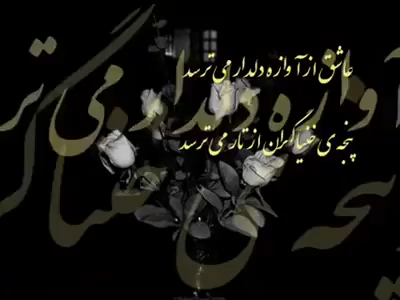 عاشق از آوازه دلدار می ترسد
پنجه ی خنیاگران از تار می ترسد